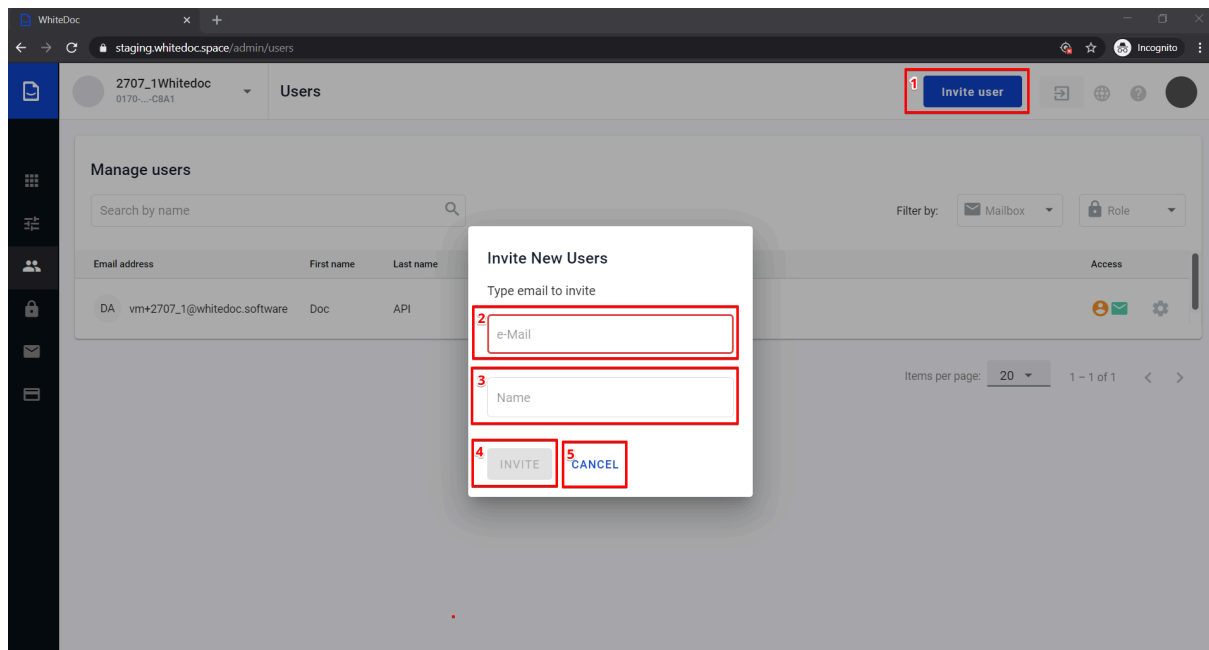 WhiteDoc
staging.whitedoc.space/admin/users
Incognito
2707_1Whitedoc
0170-...-C8A1
Users
1
Invite user
Manage users
Search by name
Filter by:
Mailbox
Role
Email address
First name
Last name
Access
DA
vm+2707_1@whitedoc.software
Doc
API
Items per page:
20
1 – 1 of 1
Invite New Users
Type email to invite
2
e-Mail
3
Name
4
INVITE
5
CANCEL